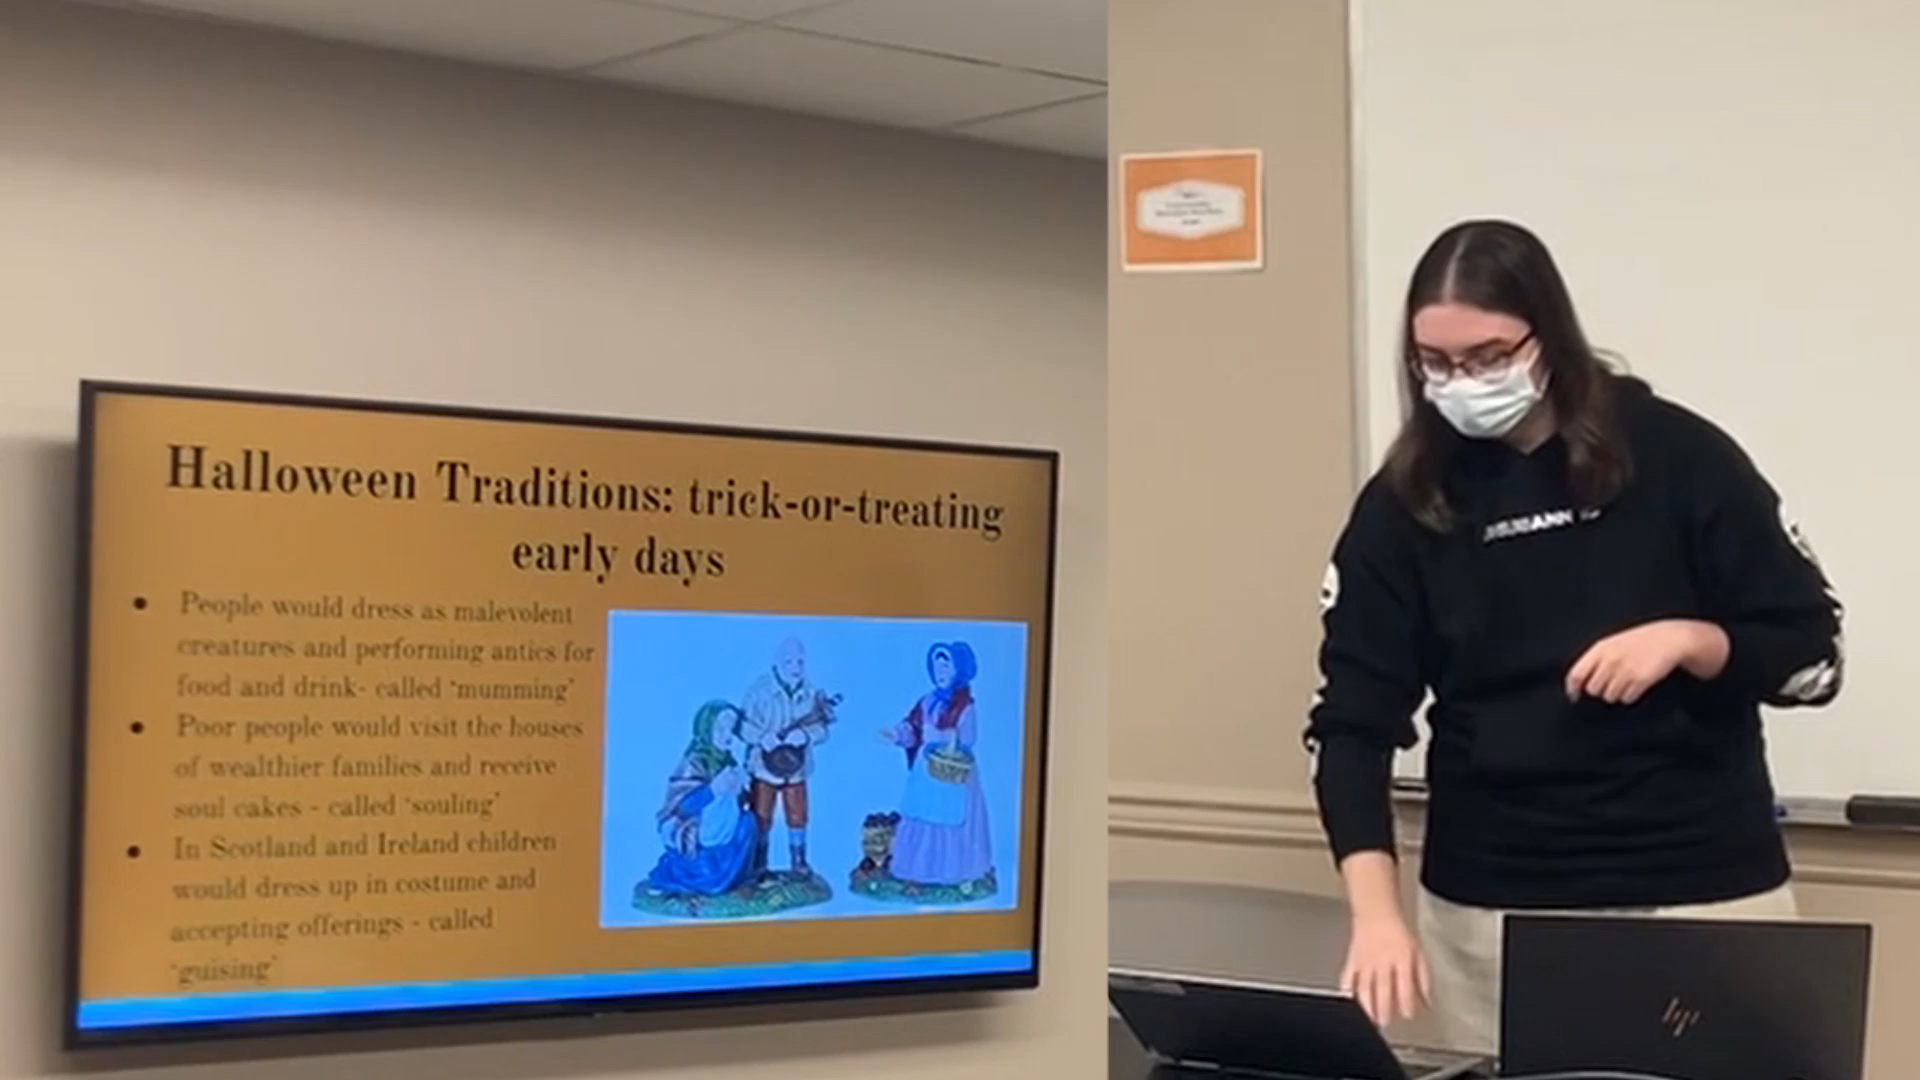 Halloween Traditions: trick-or-treating
early days
● People would dress as malevolent
creatures and performing antics for
food and drink- called 'mumming'
● Poor people would visit the houses
of wealthier families and receive
soul cakes - called 'souling'
● In Scotland and Ireland children
would dress up in costume and
accepting offerings - called
'guising'
hp